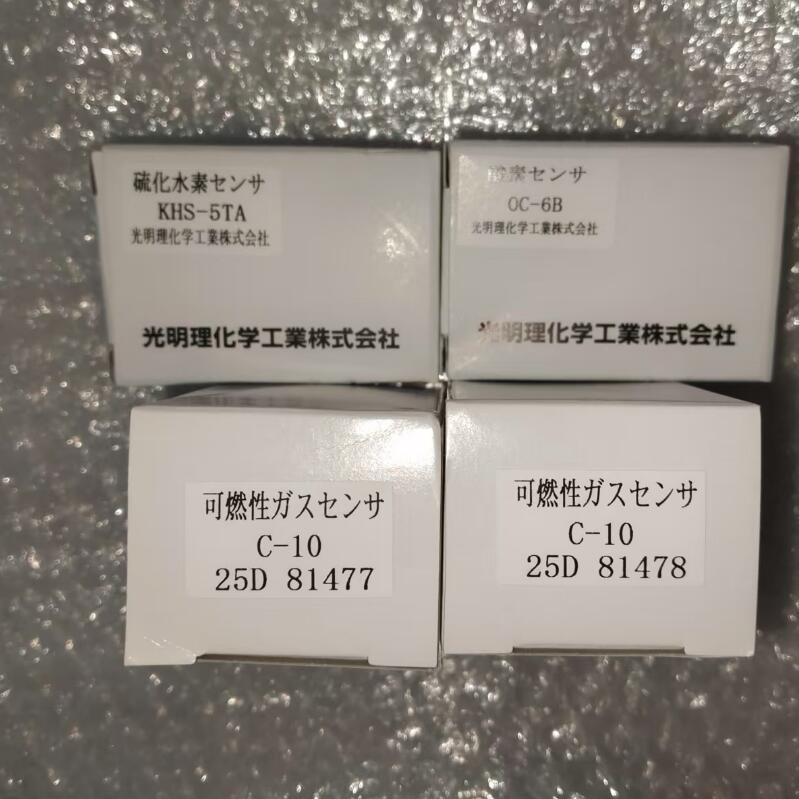 硫化水素センサ
KHS-5TA
光明理化学工業株式会社
光明理化学工業株式会社
酸素センサ
OC-6B
光明理化学工業株式会社
光明理化学工業株式会社
可燃性ガスセンサ
C-10
25D 81477
可燃性ガスセンサ
C-10
25D 81478